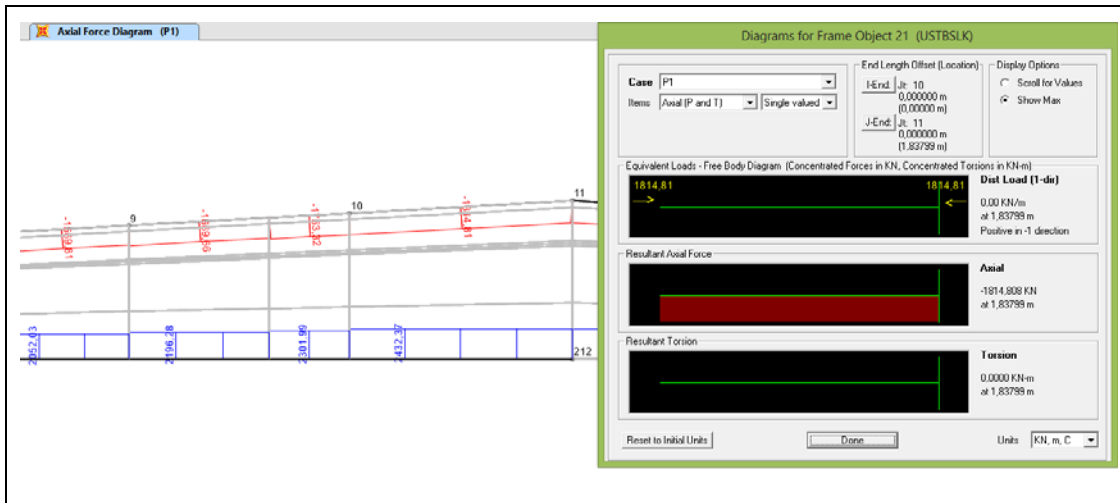 Axial Force Diagram (P1)
9
10
11
-1814,81
2052,03
2196,28
2301,99
2432,37
212
Diagrams for Frame Object 21 (USTBSLK)
Case P1
Items Axial (P and T) Single valued
End Length Offset (Location)
I-End: Jt: 10
0,000000 m
(0,00000 m)
J-End: Jt: 11
0,000000 m
(1,83799 m)
Display Options
Scroll for Values
Show Max
Equivalent Loads - Free Body Diagram (Concentrated Forces in KN, Concentrated Torsions in KN-m)
1814,81
1814,81
Dist Load (1-dir)
0,00 KN/m
at 1,83799 m
Positive in -1 direction
Resultant Axial Force
Axial
-1814,808 KN
at 1,83799 m
Resultant Torsion
Torsion
0,0000 KN-m
at 1,83799 m
Reset to Initial Units
Done
Units KN, m, C